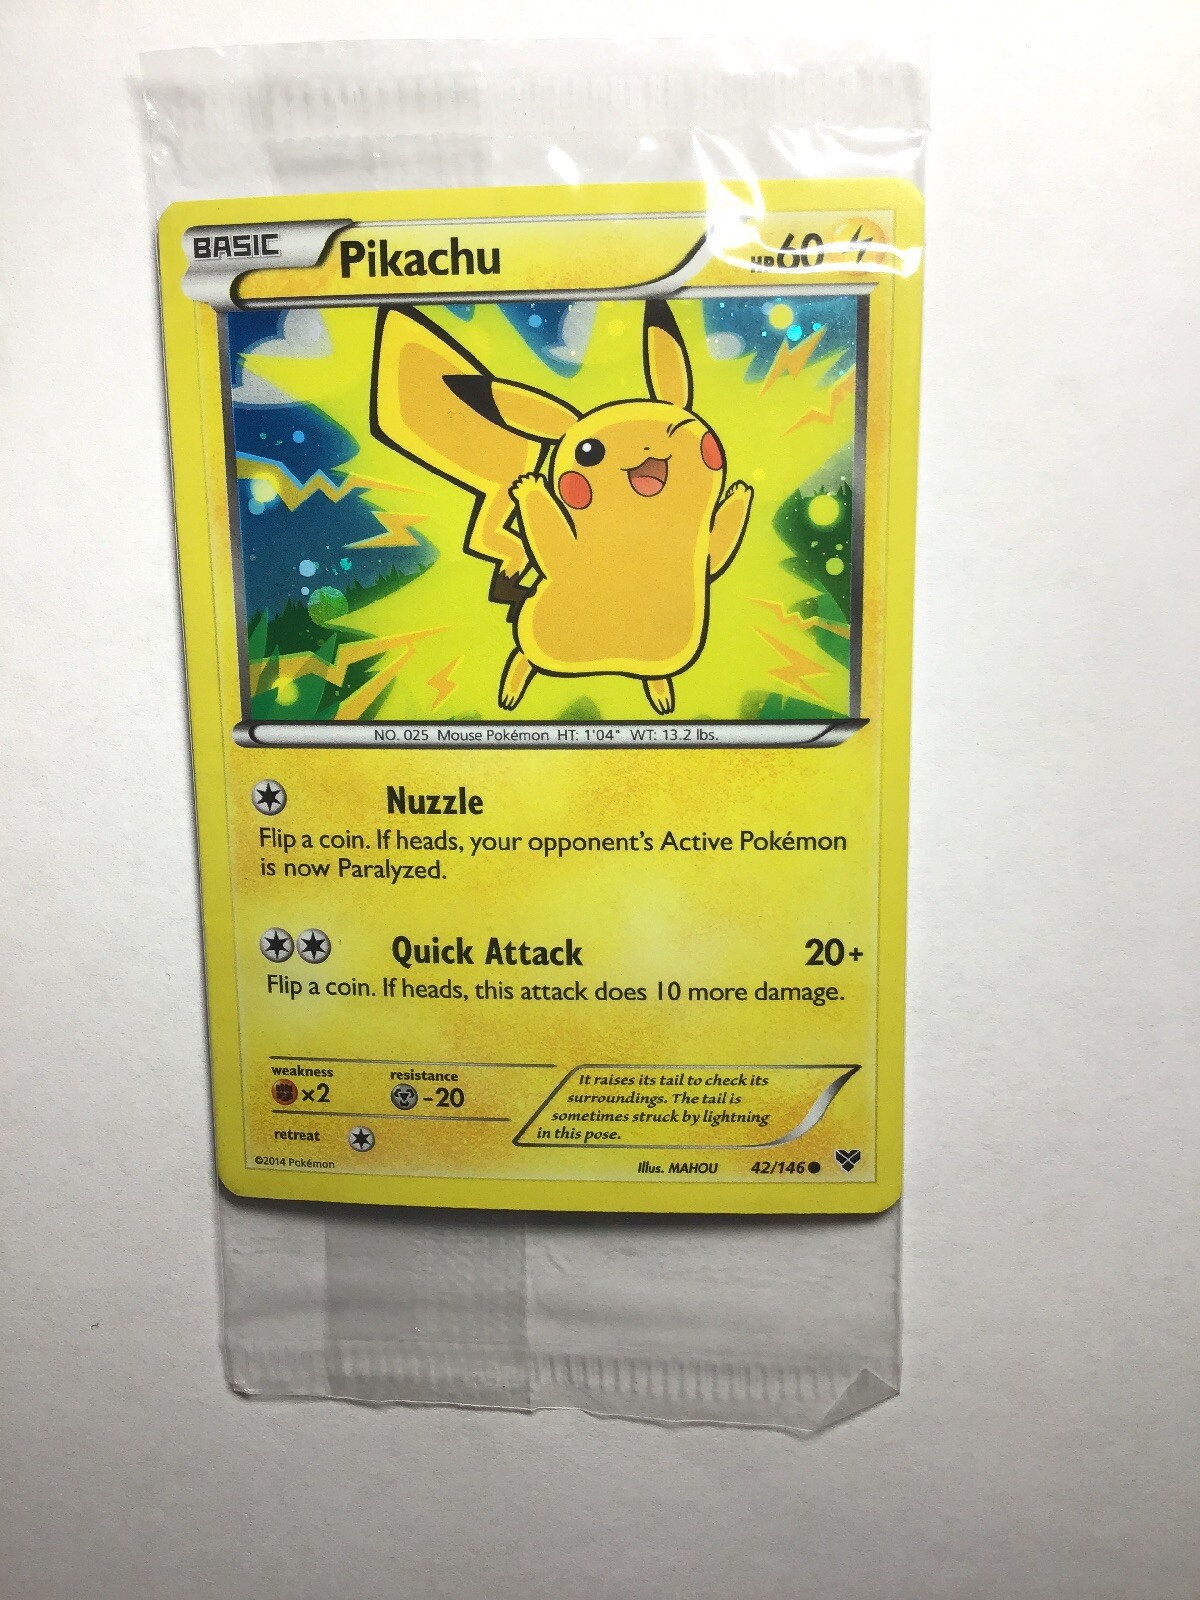 BASIC Pikachu HP60
NO. 025 Mouse Pokémon HT: 1'04" WT: 13.2 lbs.
Nuzzle
Flip a coin. If heads, your opponent's Active Pokémon
is now Paralyzed.
Quick Attack 20+
Flip a coin. If heads, this attack does 10 more damage.
weakness resistance
×2 -20
retreat
It raises its tail to check its
surroundings. The tail is
sometimes struck by lightning
in this pose.
©2014 Pokémon
Illus. MAHOU 42/146